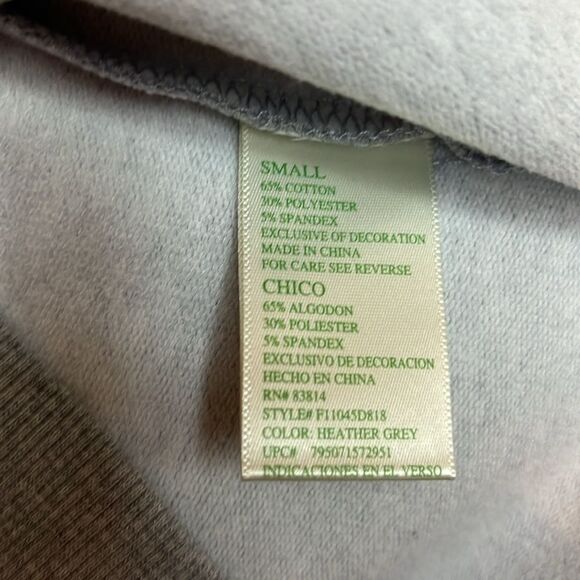 SMALL
65% COTTON
30% POLYESTER
5% SPANDEX
EXCLUSIVE OF DECORATION
MADE IN CHINA
FOR CARE SEE REVERSE
CHICO
65% ALGODON
30% POLIESTER
5% SPANDEX
EXCLUSIVO DE DECORACION
HECHO EN CHINA
RN# 83814
STYLE# F11045D818
COLOR: HEATHER GREY
UPC# 795071572951
INDICACIONES EN EL VERSO